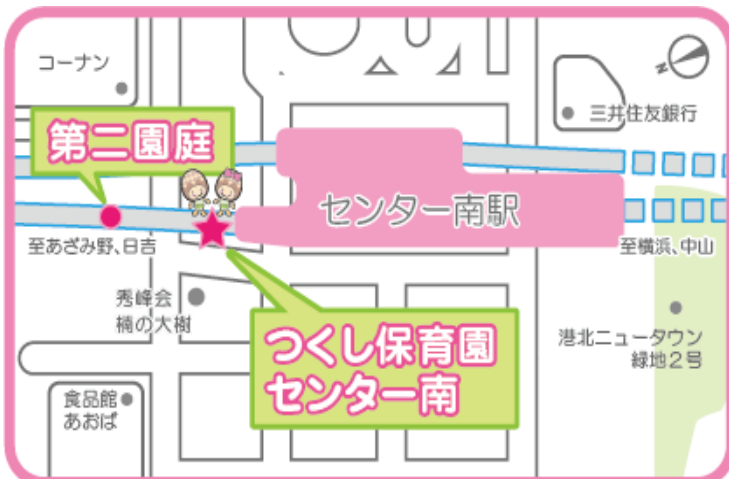 コーナン
N
三井住友銀行
第二園庭
センター南駅
至あざみ野、日吉
至横浜、中山
秀峰会
楠の大樹
つくし保育園
センター南
港北ニュータウン
緑地2号
食品館
あおば